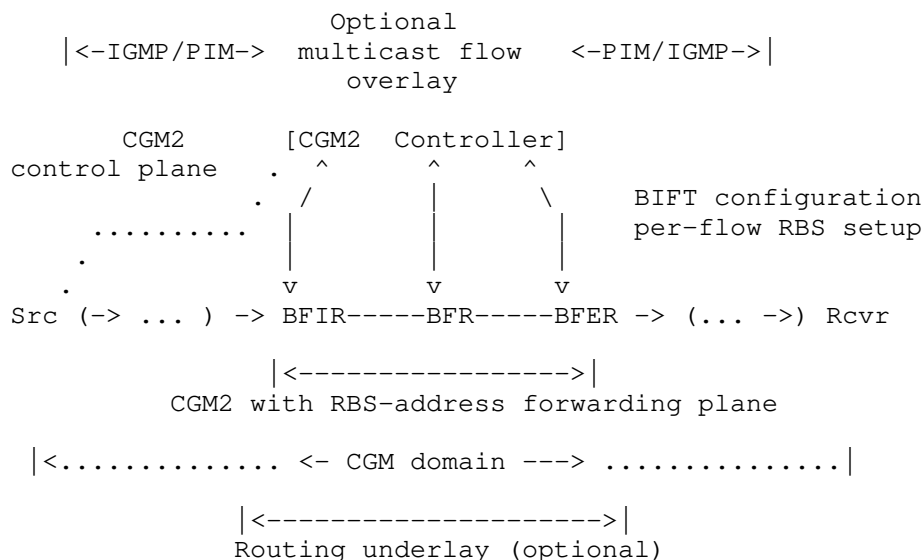 Optional
    |<-IGMP/PIM->  multicast flow   <-PIM/IGMP->|
                         overlay

        CGM2         [CGM2  Controller]
control plane   .  ^       ^      ^
               .  /        |       \     BIFT configuration
     ..........  |         |        |    per-flow RBS setup
    .            |         |        |
   .             v         v        v
Src (-> ... ) -> BFIR-----BFR-----BFER -> (... ->) Rcvr

                |<----------------->|
          CGM2 with RBS-address forwarding plane

 |<.............. <- CGM domain ---> ...............|

              |<--------------------->|
              Routing underlay (optional)